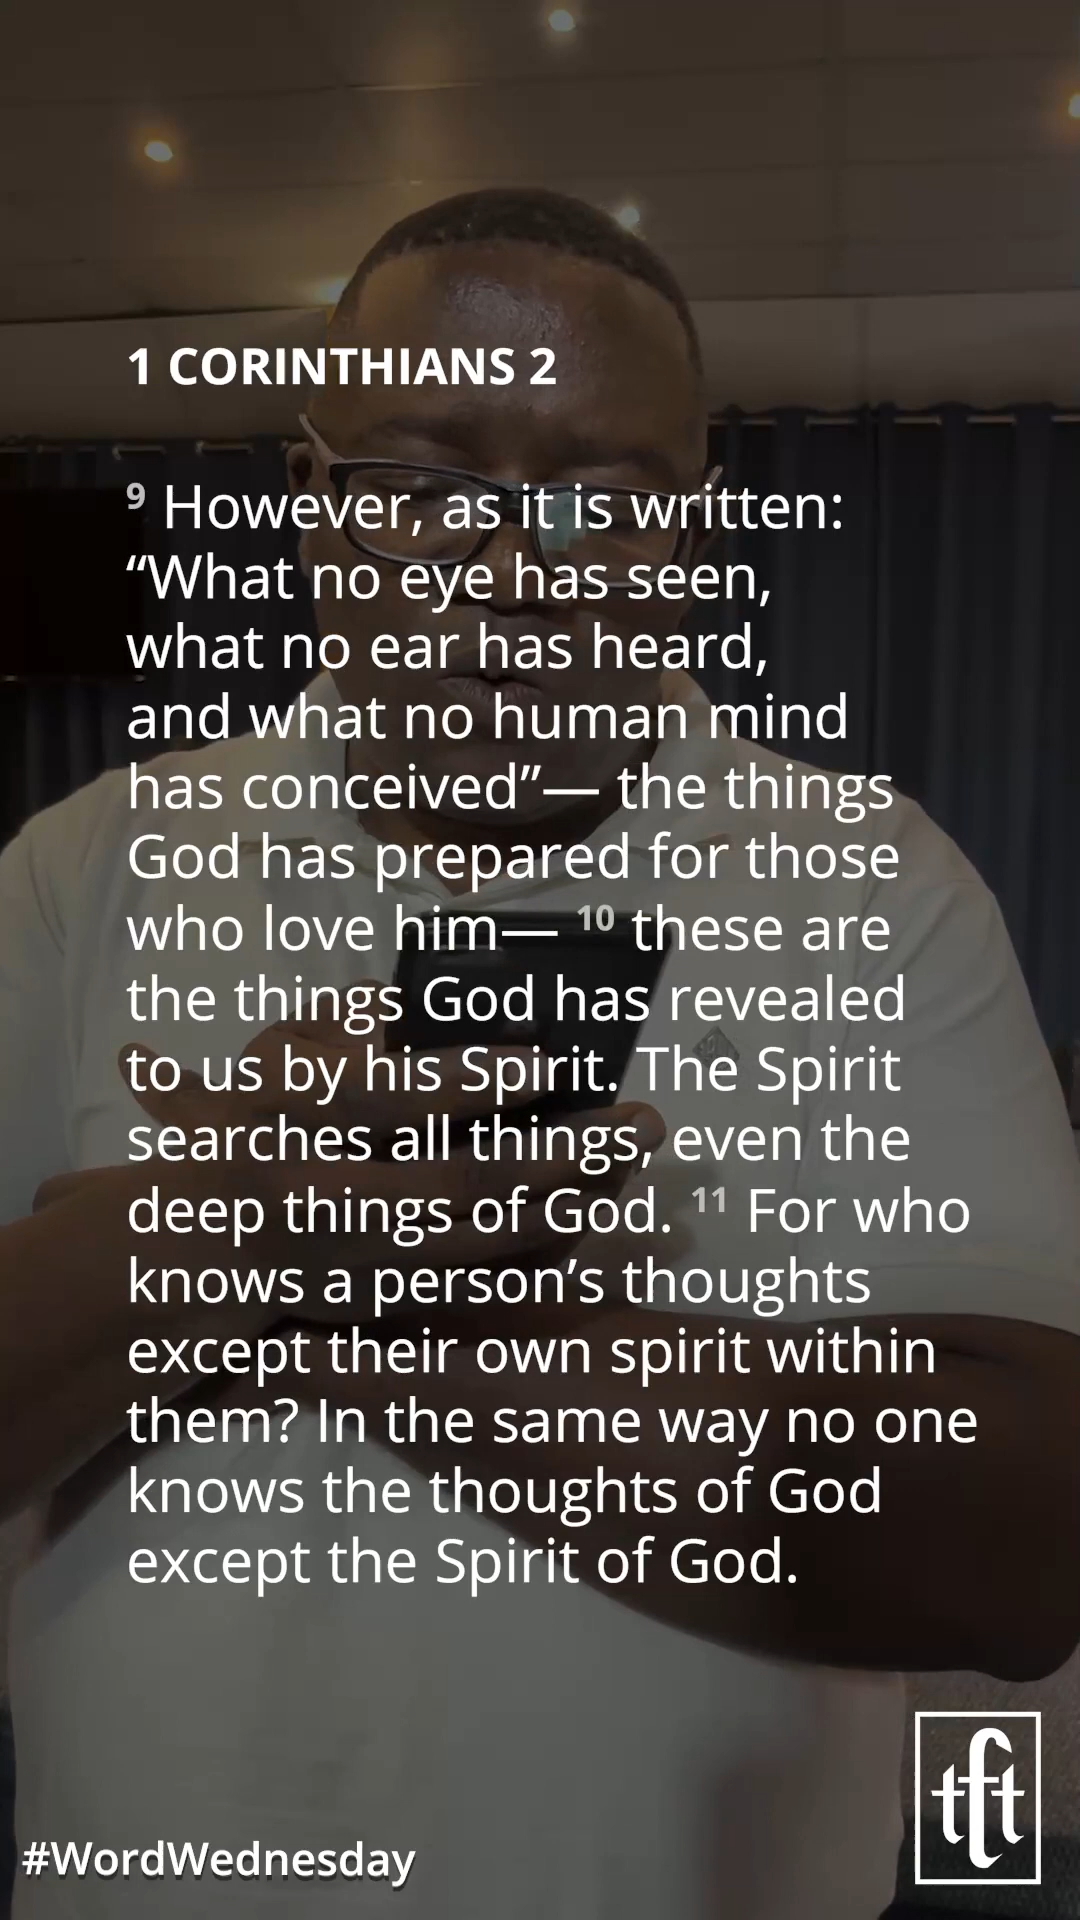 1 CORINTHIANS 2
9 However, as it is written:
“What no eye has seen,
what no ear has heard,
and what no human mind
has conceived”— the things
God has prepared for those
who love him— 10 these are
the things God has revealed
to us by his Spirit. The Spirit
searches all things, even the
deep things of God. 11 For who
knows a person’s thoughts
except their own spirit within
them? In the same way no one
knows the thoughts of God
except the Spirit of God.
tft
#WordWednesday